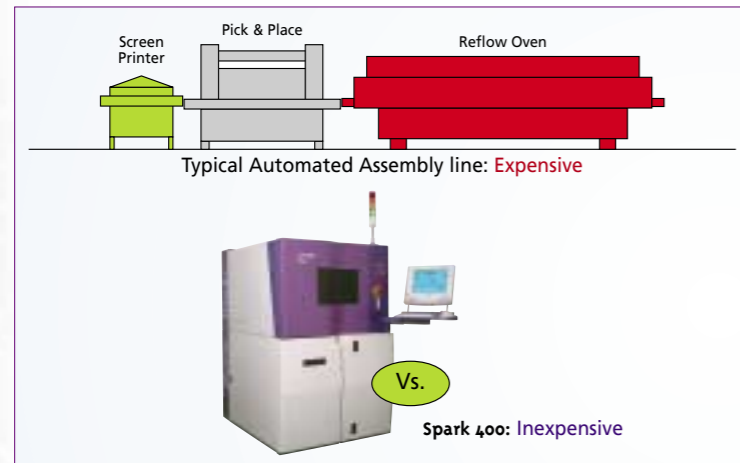 Screen
Printer
Pick & Place
Reflow Oven
Typical Automated Assembly line: Expensive
Vs.
Spark 400: Inexpensive